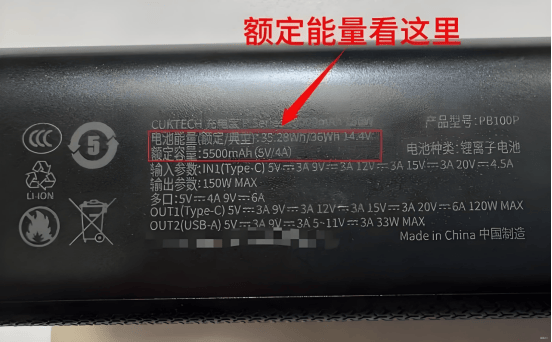 额定能量看这里
CUKTECH 充电宝
产品型号:PB100P
电池能量(额定/典型):35.28Wh/36Wh 14.4V
额定容量:5500mAh (5V/4A)
电池种类:锂离子电池
输入参数:IN1(Type-C) 5V⎓3A 9V⎓3A 12V⎓3A 15V⎓3A 20V⎓4.5A
输出参数:150W MAX
多口:5V⎓4A 9V⎓6A
OUT1(Type-C) 5V⎓3A 9V⎓3A 12V⎓3A 15V⎓3A 20V⎓6A 120W MAX
OUT2(USB-A) 5V⎓3A 9V⎓3A 5~11V⎓3A 33W MAX
Made in China 中国制造
CCC
5
LI-ION